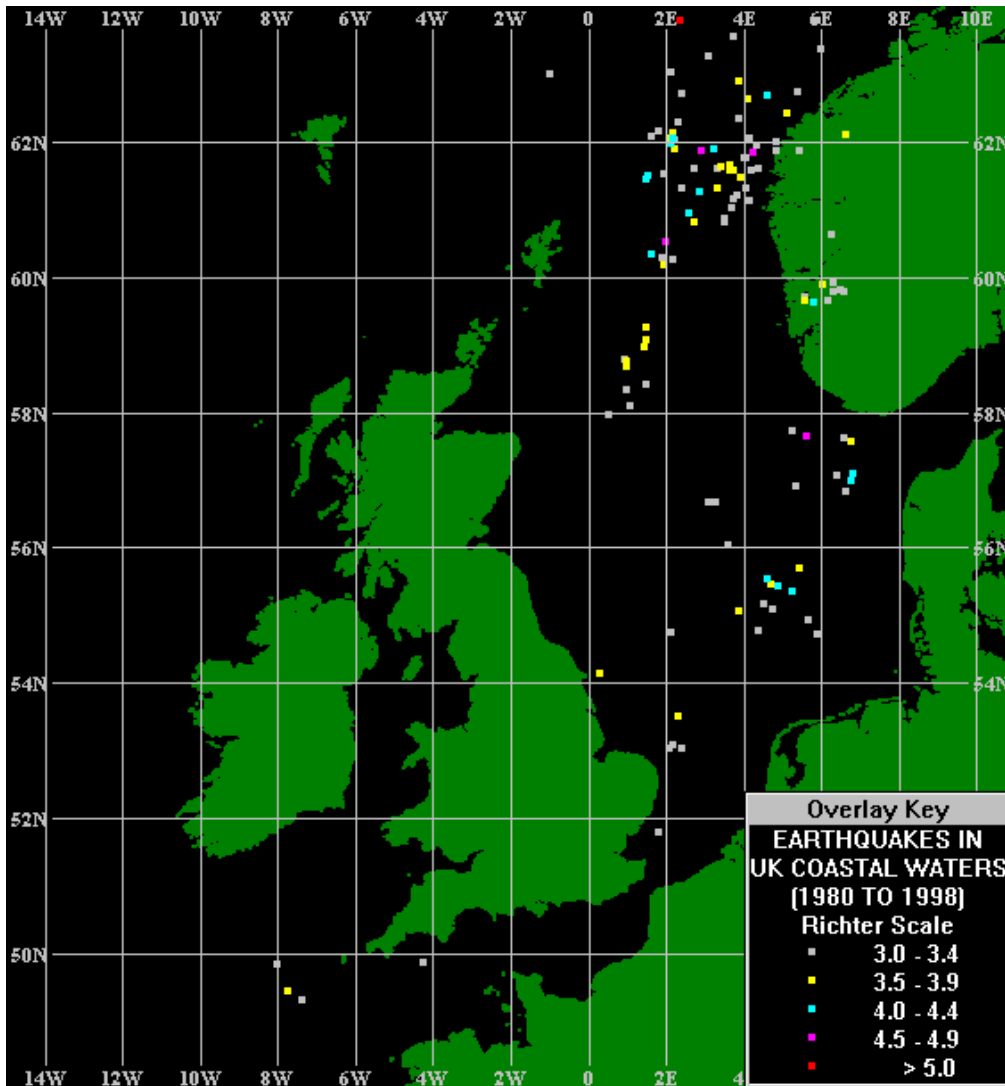 14W 12W 10W 8W 6W 4W 2W 0 2E 4E 6E 8E 10E
62N 62N
60N 60N
58N 58N
56N 56N
54N 54N
52N
50N
Overlay Key
EARTHQUAKES IN
UK COASTAL WATERS
(1980 TO 1998)
Richter Scale
3.0 - 3.4
3.5 - 3.9
4.0 - 4.4
4.5 - 4.9
> 5.0
14W 12W 10W 8W 6W 4W 2W 0 2E 4